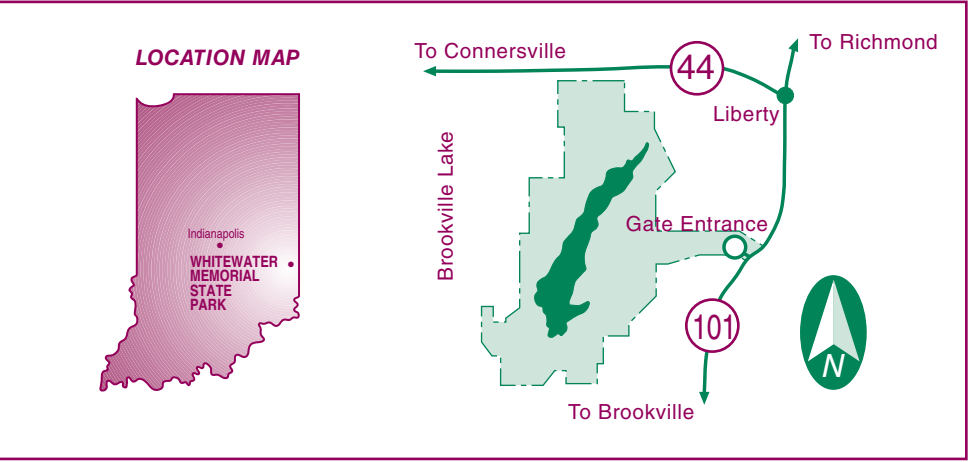 LOCATION MAP
Indianapolis
WHITEWATER
MEMORIAL
STATE
PARK
To Connersville
44
To Richmond
Liberty
Brookville Lake
Gate Entrance
101
To Brookville
N